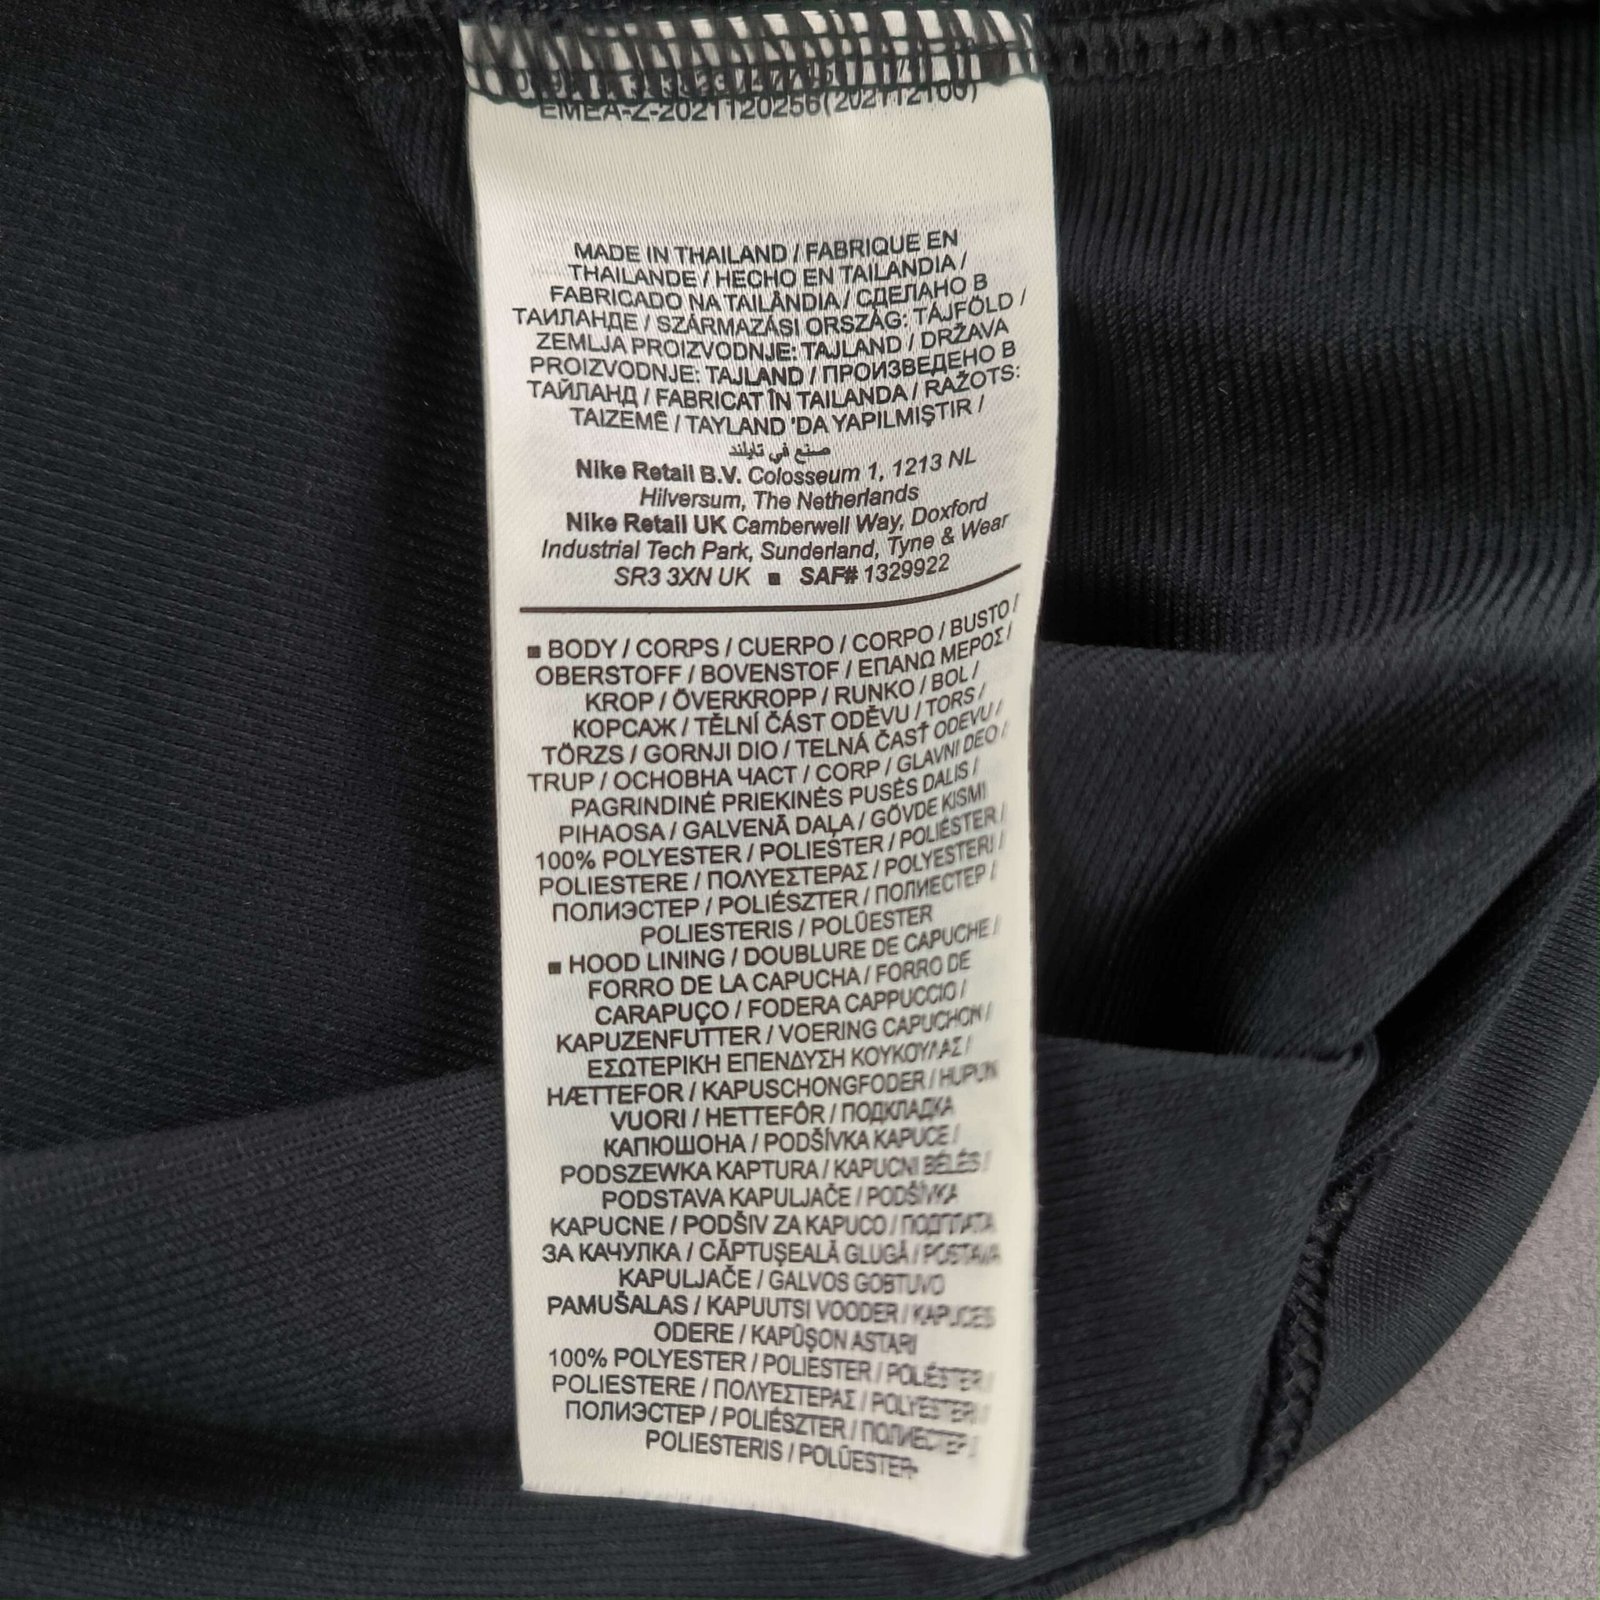 EMEA-Z-2021120256(202112100)
MADE IN THAILAND / FABRIQUE EN
THAILANDE / HECHO EN TAILANDIA /
FABRICADO NA TAILÂNDIA / СДЕЛАНО В
ТАИЛАНДЕ / SZÁRMAZÁSI ORSZÁG: TÁJFÖLD /
ZEMLJA PROIZVODNJE: TAJLAND / DRŽAVA
PROIZVODNJE: TAJLAND / ПРОИЗВЕДЕНО В
ТАЙЛАНД / FABRICAT ÎN TAILANDA / RAŽOTS:
TAIZEMĒ / TAYLAND 'DA YAPILMIŞTIR /
صنع في تايلند
Nike Retail B.V. Colosseum 1, 1213 NL
Hilversum, The Netherlands
Nike Retail UK Camberwell Way, Doxford
Industrial Tech Park, Sunderland, Tyne & Wear
SR3 3XN UK ■ SAF# 1329922
■ BODY / CORPS / CUERPO / CORPO / BUSTO /
OBERSTOFF / BOVENSTOF / ΕΠΑΝΩ ΜΕΡΟΣ /
KROP / ÖVERKROPP / RUNKO / BOL /
КОРСАЖ / TĚLNÍ ČÁST ODĚVU / TORS /
TÖRZS / GORNJI DIO / TELNÁ ČASŤ ODEVU /
TRUP / ОСНОВНА ЧАСТ / CORP / GLAVNI DEO /
PAGRINDINĖ PRIEKINĖS PUSĖS DALIS /
PIHAOSA / GALVENĀ DAĻA / GÖVDE KISMI
100% POLYESTER / POLIESTER / POLIÉSTER /
POLIESTERE / ΠΟΛΥΕΣΤΕΡΑΣ / POLYESTERI /
ПОЛИЭСТЕР / POLIÉSZTER / ПОЛИЕСТЕР /
POLIESTERIS / POLÜESTER
■ HOOD LINING / DOUBLURE DE CAPUCHE /
FORRO DE LA CAPUCHA / FORRO DE
CARAPUÇO / FODERA CAPPUCCIO /
KAPUZENFUTTER / VOERING CAPUCHON /
ΕΣΩΤΕΡΙΚΗ ΕΠΕΝΔΥΣΗ ΚΟΥΚΟΥΛΑΣ /
HÆTTEFOR / KAPUSCHONGFODER / HUPUN
VUORI / HETTEFÔR / ПОДКЛАДКА
КАПЮШОНА / PODŠÍVKA KAPUCE /
PODSZEWKA KAPTURA / KAPUCNI BÉLÉS /
PODSTAVA KAPULJAČE / PODŠÍVKA
KAPUCNE / PODŠIV ZA KAPUCO / ПОДПЛАТА
ЗА КАЧУЛКА / CĂPTUȘEALĂ GLUGĂ / POSTAVA
KAPULJAČE / GALVOS GOBTUVO
PAMUŠALAS / KAPUUTSI VOODER / KAPUCES
ODERE / KAPÜŞON ASTARI
100% POLYESTER / POLIESTER / POLIÉSTER /
POLIESTERE / ΠΟΛΥΕΣΤΕΡΑΣ / POLYESTERI /
ПОЛИЭСТЕР / POLIÉSZTER / ПОЛИЕСТЕР /
POLIESTERIS / POLÜESTER